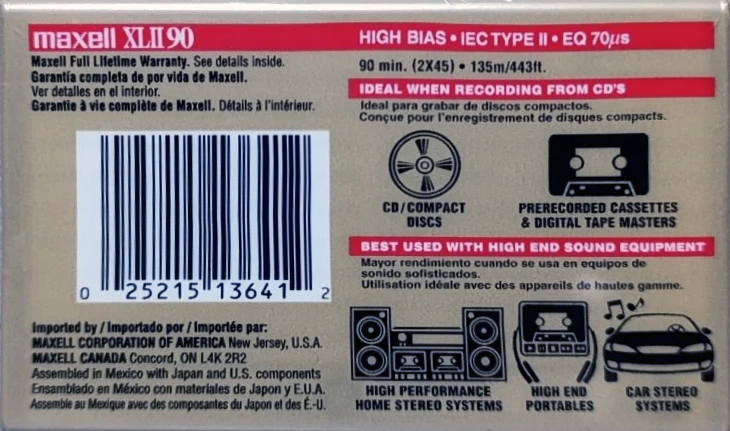 maxell XLII 90
Maxell Full Lifetime Warranty. See details inside.
Garantía completa de por vida de Maxell.
Ver detalles en el interior.
Garantie à vie complète de Maxell. Détails à l'intérieur.
0 25215 13641 2
Imported by / Importado por / Importée par:
MAXELL CORPORATION OF AMERICA New Jersey, U.S.A.
MAXELL CANADA Concord, ON L4K 2R2
Assembled in Mexico with Japan and U.S. components
Ensamblado en México con materiales de Japon y E.U.A.
Assemble au Mexique avec des composantes du Japon et des É.-U.
HIGH BIAS • IEC TYPE II • EQ 70µs
90 min. (2X45) • 135m/443ft.
IDEAL WHEN RECORDING FROM CD'S
Ideal para grabar de discos compactos.
Conçue pour l'enregistrement de disques compacts.
CD/COMPACT
DISCS
PRERECORDED CASSETTES
& DIGITAL TAPE MASTERS
BEST USED WITH HIGH END SOUND EQUIPMENT
Mayor rendimiento cuando se usa en equipos de
sonido sofisticados.
Utilisation idéale avec des appareils de hautes gamme.
HIGH PERFORMANCE
HOME STEREO SYSTEMS
HIGH END
PORTABLES
CAR STEREO
SYSTEMS